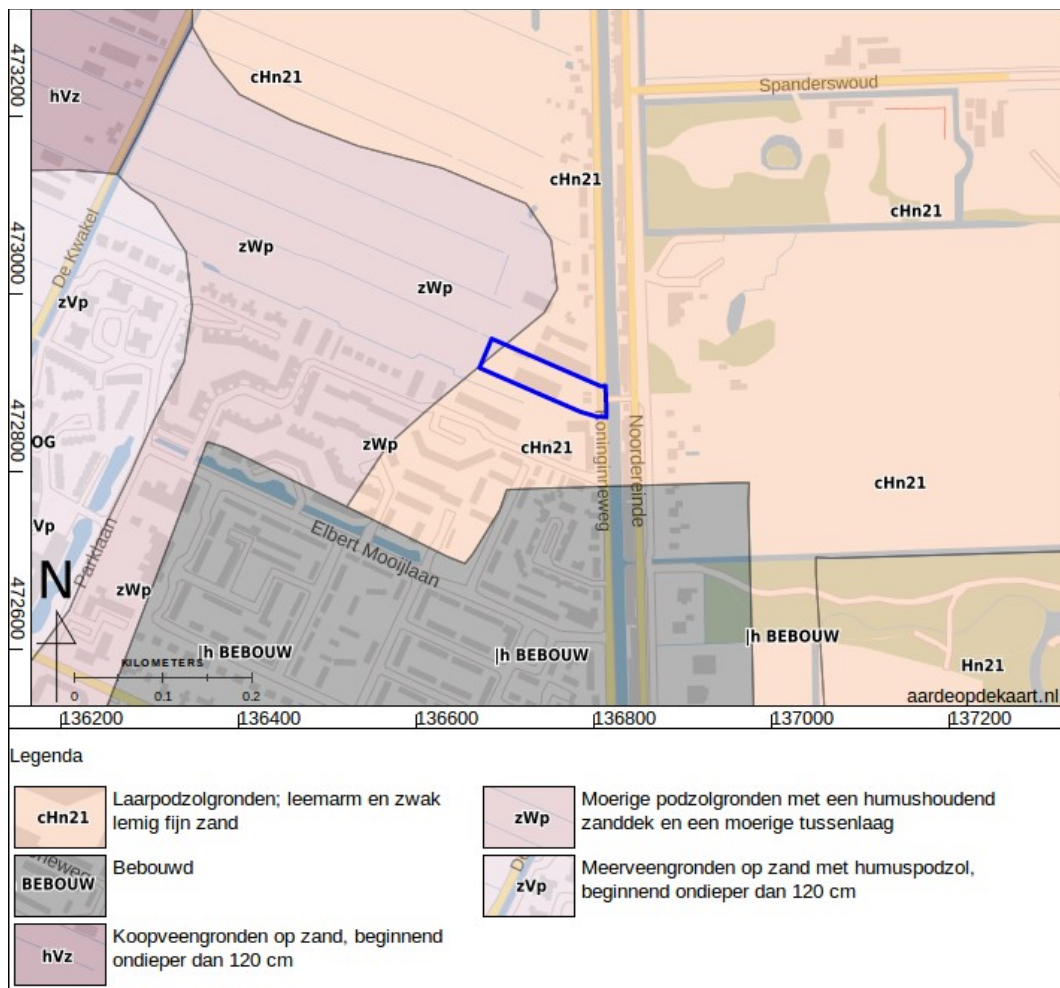 473200
473000
472800
472600
hVz
cHn21
cHn21
Spanderswoud
cHn21
De Kwakel
zWp
zWp
zVp
OG
zWp
cHn21
Koninginneweg
Noordereinde
cHn21
Vp
Parklaan
Elbert Mooijlaan
N
zWp
|h BEBOUW
|h BEBOUW
|h BEBOUW
Hn21
KILOMETERS
0 0.1 0.2
aardeopdekaart.nl
136200 136400 136600 136800 137000 137200
Legenda
cHn21
Laarpodzolgronden; leemarm en zwak
lemig fijn zand
BEBOUW
Bebouwd
hVz
Koopveengronden op zand, beginnend
ondieper dan 120 cm
zWp
Moerige podzolgronden met een humushoudend
zanddek en een moerige tussenlaag
zVp
Meerveengronden op zand met humuspodzol,
beginnend ondieper dan 120 cm